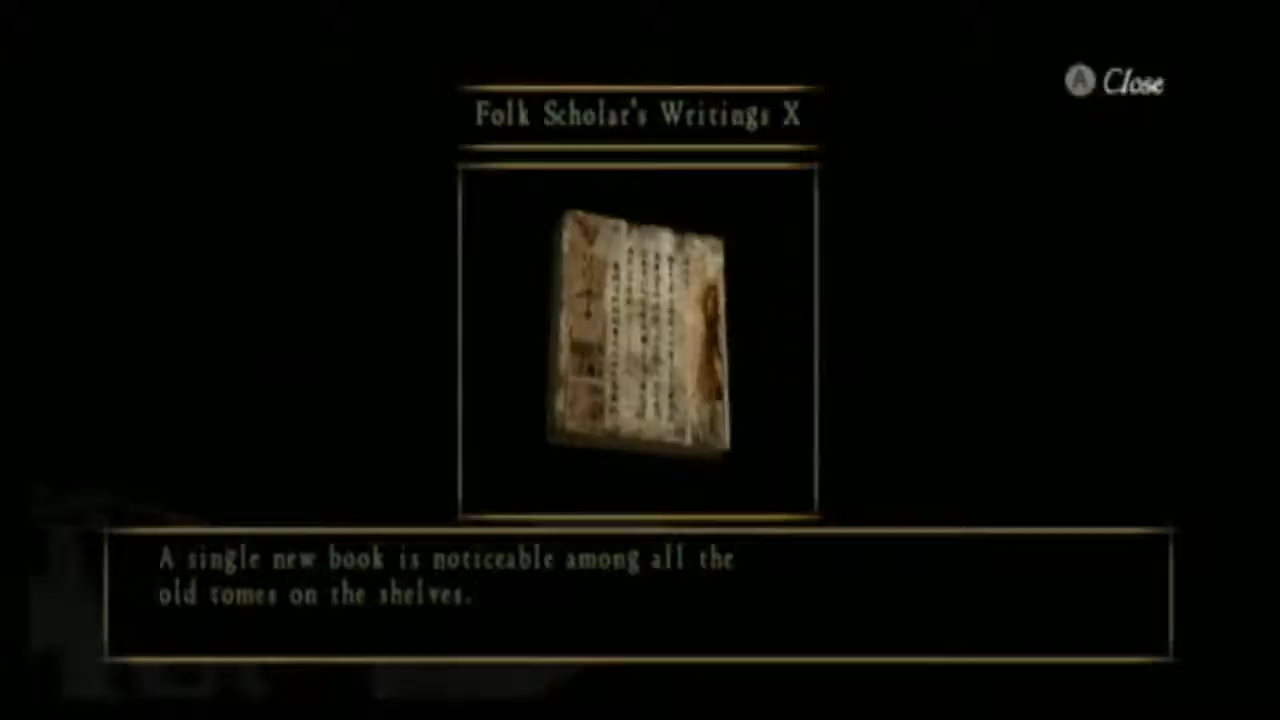 A Close
Folk Scholar's Writings X
A single new book is noticeable among all the
old tomes on the shelves.